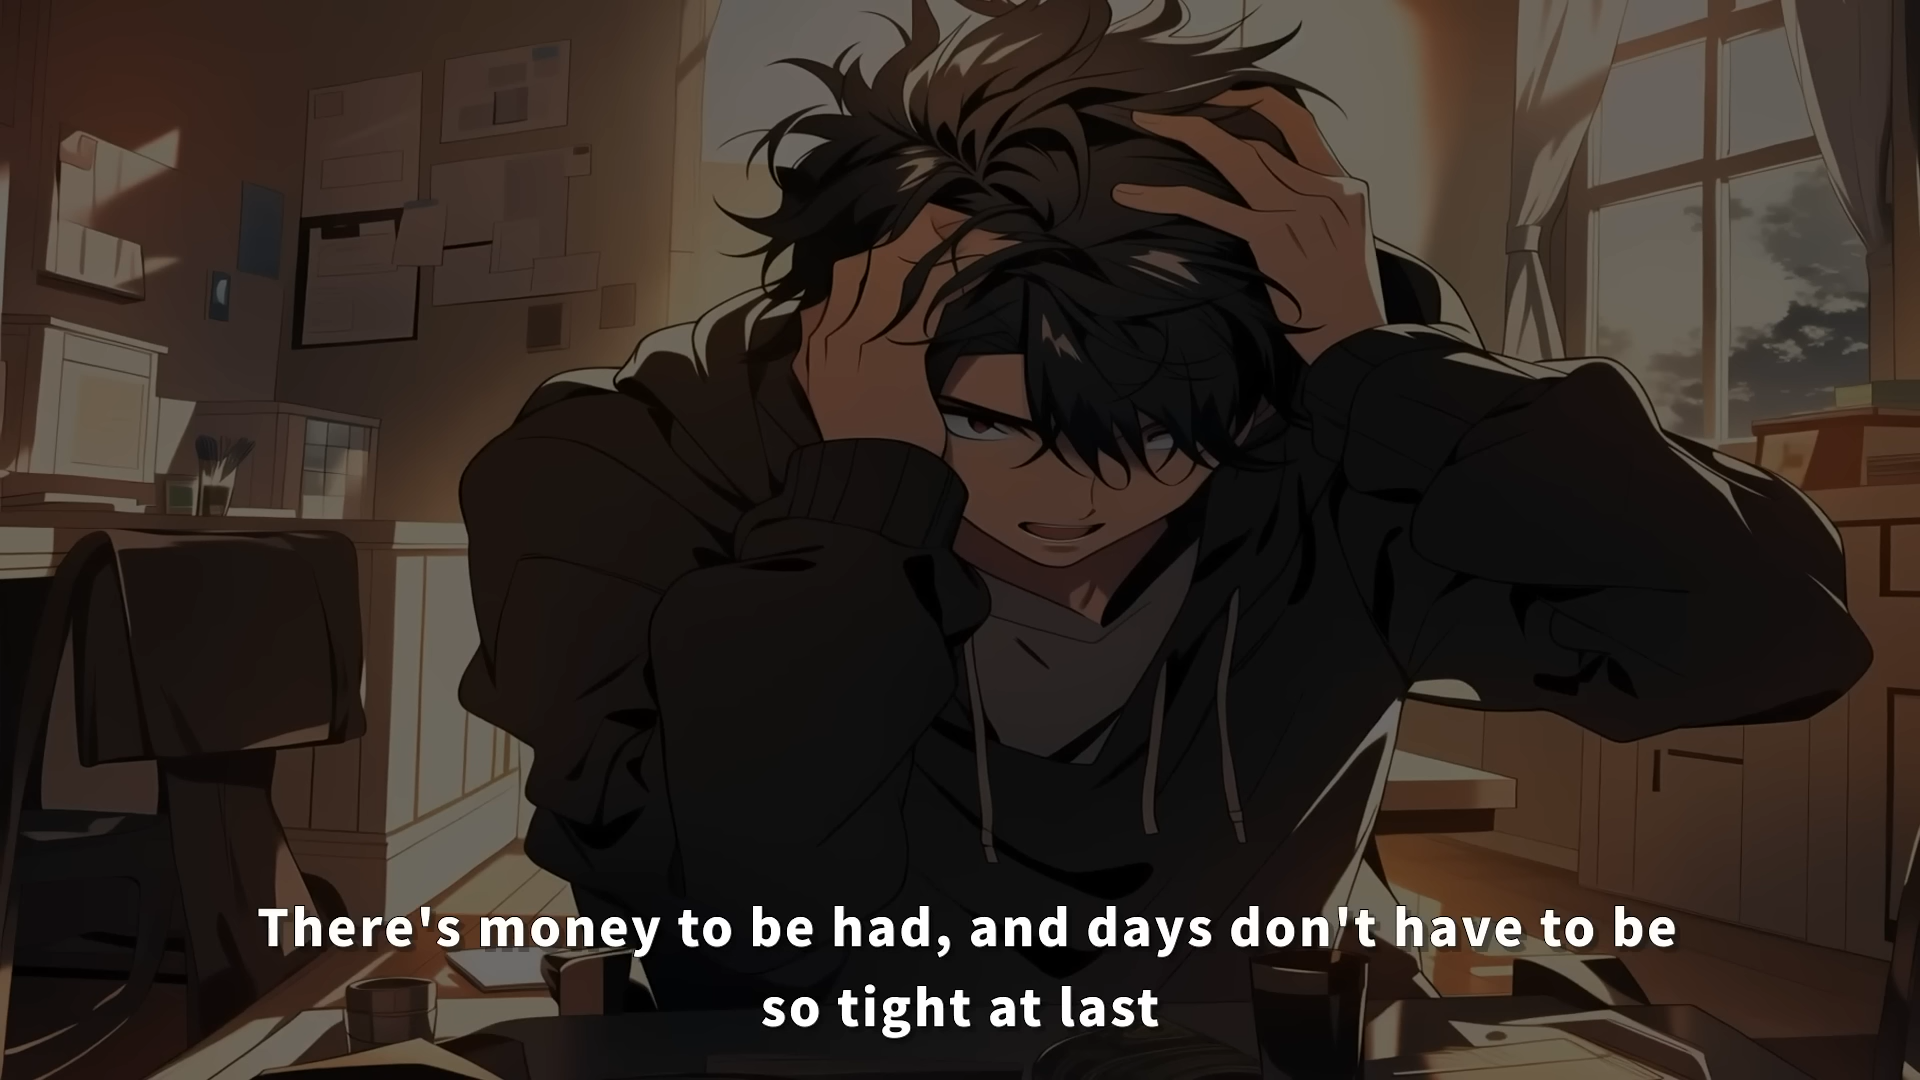 There's money to be had, and days don't have to be
so tight at last